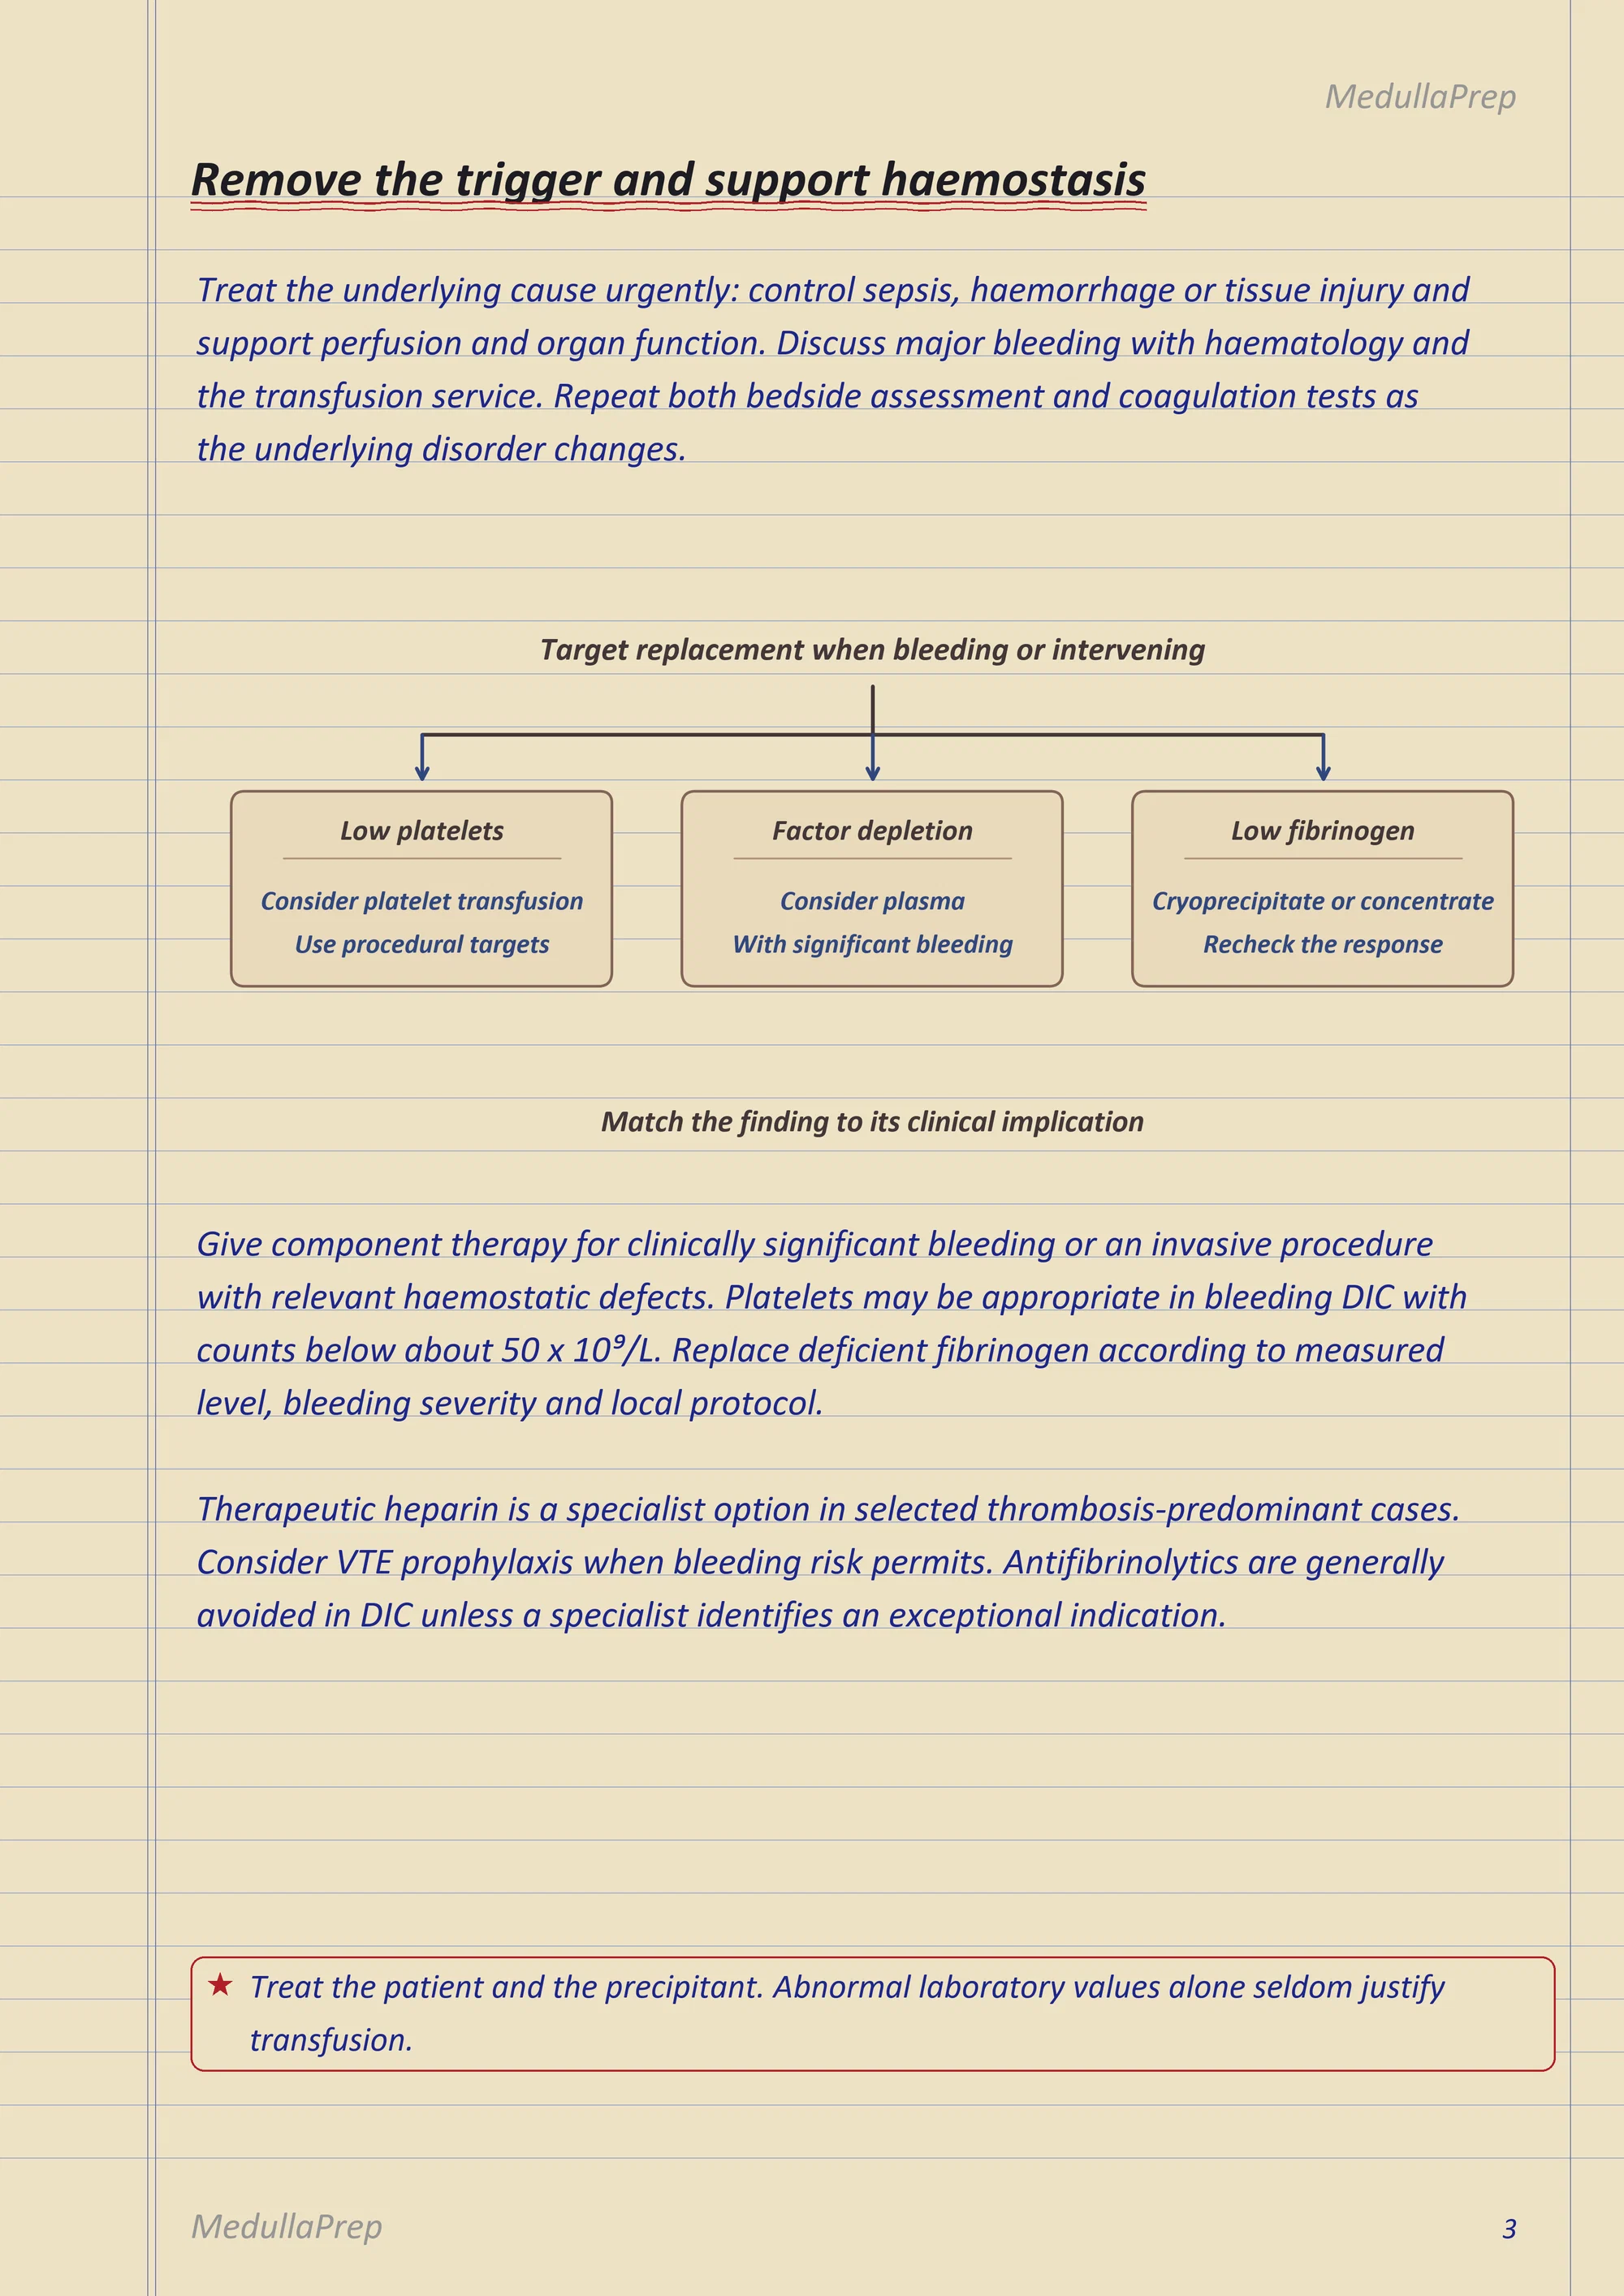 MedullaPrep
Remove the trigger and support haemostasis
Treat the underlying cause urgently: control sepsis, haemorrhage or tissue injury and
support perfusion and organ function. Discuss major bleeding with haematology and
the transfusion service. Repeat both bedside assessment and coagulation tests as
the underlying disorder changes.
Target replacement when bleeding or intervening
Low platelets
Consider platelet transfusion
Use procedural targets
Factor depletion
Consider plasma
With significant bleeding
Low fibrinogen
Cryoprecipitate or concentrate
Recheck the response
Match the finding to its clinical implication
Give component therapy for clinically significant bleeding or an invasive procedure
with relevant haemostatic defects. Platelets may be appropriate in bleeding DIC with
counts below about 50 x 10⁹/L. Replace deficient fibrinogen according to measured
level, bleeding severity and local protocol.
Therapeutic heparin is a specialist option in selected thrombosis-predominant cases.
Consider VTE prophylaxis when bleeding risk permits. Antifibrinolytics are generally
avoided in DIC unless a specialist identifies an exceptional indication.
★ Treat the patient and the precipitant. Abnormal laboratory values alone seldom justify
transfusion.
MedullaPrep
3